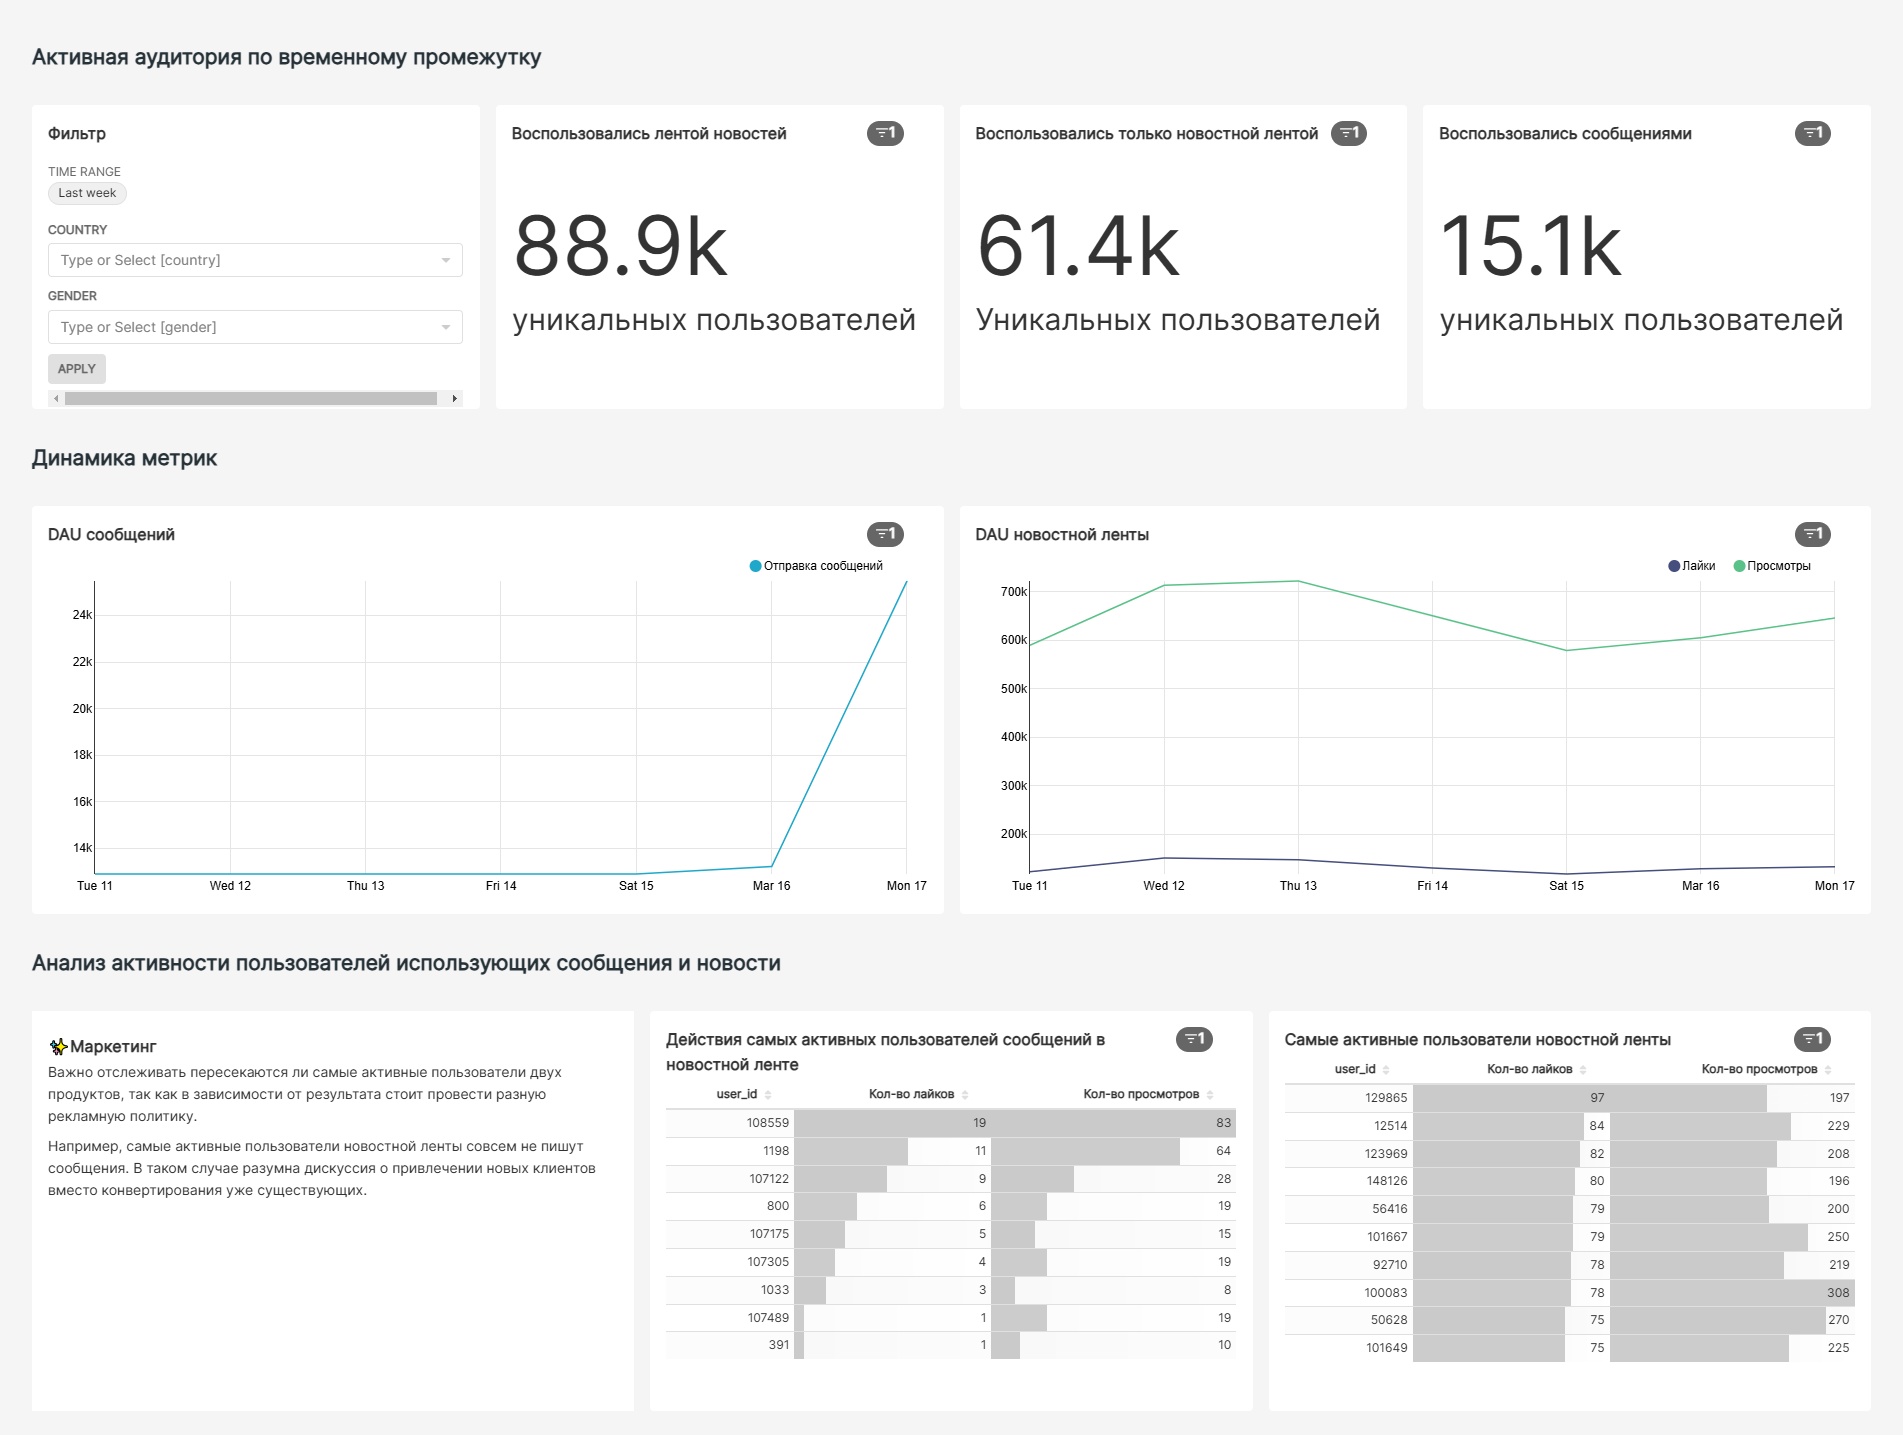 Активная аудитория по временному промежутку
Фильтр
TIME RANGE
Last week
COUNTRY
Type or Select [country]
GENDER
Type or Select [gender]
APPLY
Воспользовались лентой новостей
1
88.9k
уникальных пользователей
Воспользовались только новостной лентой
1
61.4k
Уникальных пользователей
Воспользовались сообщениями
1
15.1k
уникальных пользователей
Динамика метрик
DAU сообщений
1
Отправка сообщений
24k
22k
20k
18k
16k
14k
Tue 11 Wed 12 Thu 13 Fri 14 Sat 15 Mar 16 Mon 17
DAU новостной ленты
1
Лайки Просмотры
700k
600k
500k
400k
300k
200k
Tue 11 Wed 12 Thu 13 Fri 14 Sat 15 Mar 16 Mon 17
Анализ активности пользователей использующих сообщения и новости
✨Маркетинг
Важно отслеживать пересекаются ли самые активные пользователи двух
продуктов, так как в зависимости от результата стоит провести разную
рекламную политику.
Например, самые активные пользователи новостной ленты совсем не пишут
сообщения. В таком случае разумна дискуссия о привлечении новых клиентов
вместо конвертирования уже существующих.
Действия самых активных пользователей сообщений в
новостной ленте
1
user_id Кол-во лайков Кол-во просмотров
108559 19 83
1198 11 64
107122 9 28
800 6 19
107175 5 15
107305 4 19
1033 3 8
107489 1 19
391 1 10
Самые активные пользователи новостной ленты
1
user_id Кол-во лайков Кол-во просмотров
129865 97 197
12514 84 229
123969 82 208
148126 80 196
56416 79 200
101667 79 250
92710 78 219
100083 78 308
50628 75 270
101649 75 225